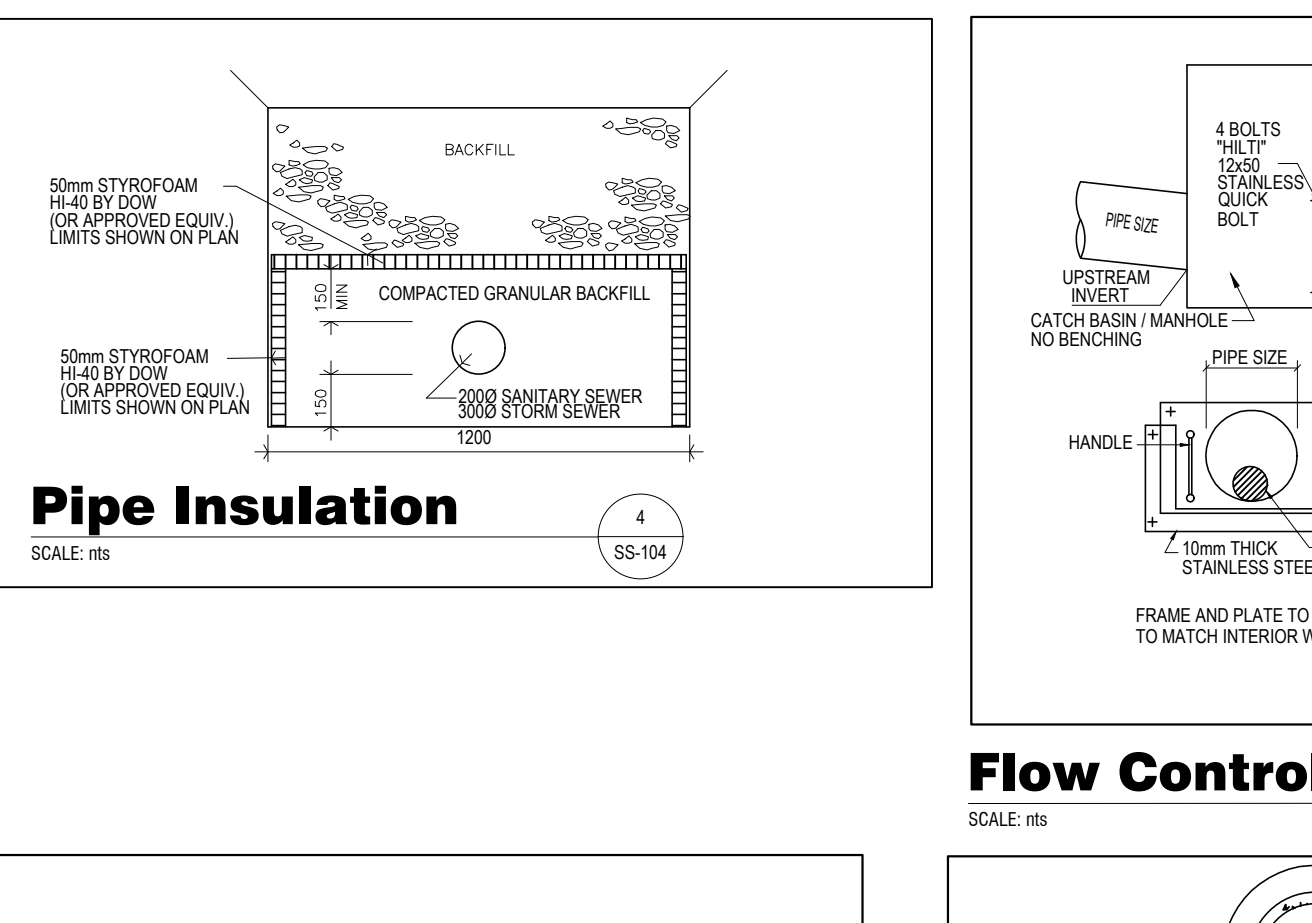 BACKFILL
50mm STYROFOAM
HI-40 BY DOW
(OR APPROVED EQUIV.)
LIMITS SHOWN ON PLAN
150
MIN
COMPACTED GRANULAR BACKFILL
50mm STYROFOAM
HI-40 BY DOW
(OR APPROVED EQUIV.)
LIMITS SHOWN ON PLAN
150
200Ø SANITARY SEWER
300Ø STORM SEWER
1200
Pipe Insulation
SCALE: nts
4
SS-104
4 BOLTS
"HILTI"
12x50
STAINLESS
QUICK
BOLT
PIPE SIZE
UPSTREAM
INVERT
CATCH BASIN / MANHOLE
NO BENCHING
PIPE SIZE
HANDLE
10mm THICK
STAINLESS STEE
FRAME AND PLATE TO
TO MATCH INTERIOR W
Flow Control
SCALE: nts